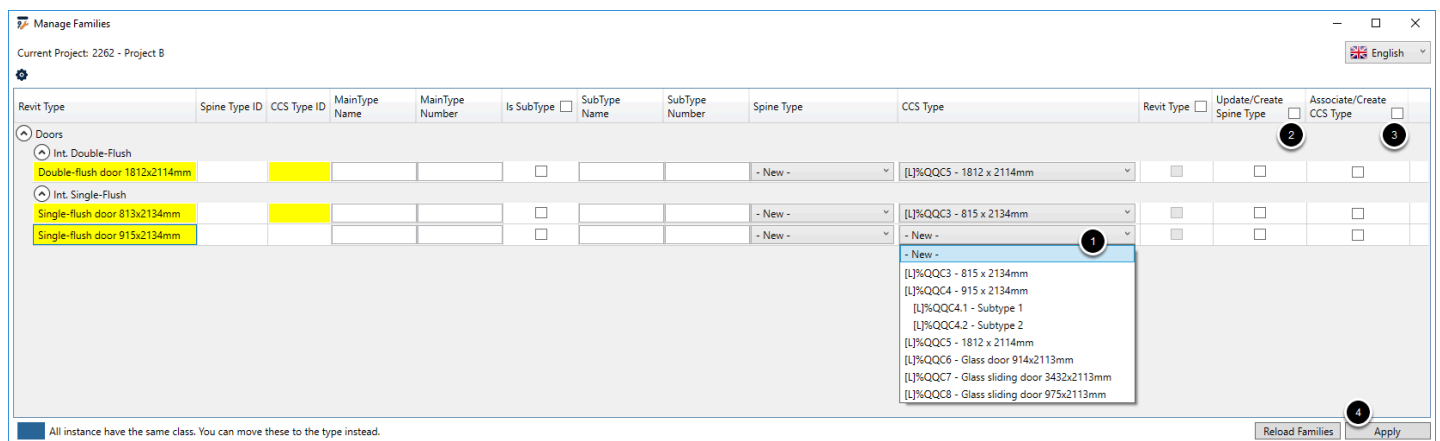 Manage Families
Current Project: 2262 - Project B
English
Revit Type Spine Type ID CCS Type ID MainType Name MainType Number Is SubType SubType Name SubType Number Spine Type CCS Type Revit Type Update/Create Spine Type Associate/Create CCS Type
2 3
Doors
Int. Double-Flush
Double-flush door 1812x2114mm - New - [L]%QQC5 - 1812 x 2114mm
Int. Single-Flush
Single-flush door 813x2134mm - New - [L]%QQC3 - 815 x 2134mm
Single-flush door 915x2134mm - New - - New - 1
- New -
[L]%QQC3 - 815 x 2134mm
[L]%QQC4 - 915 x 2134mm
[L]%QQC4.1 - Subtype 1
[L]%QQC4.2 - Subtype 2
[L]%QQC5 - 1812 x 2114mm
[L]%QQC6 - Glass door 914x2113mm
[L]%QQC7 - Glass sliding door 3432x2113mm
[L]%QQC8 - Glass sliding door 975x2113mm
4
All instance have the same class. You can move these to the type instead. Reload Families Apply